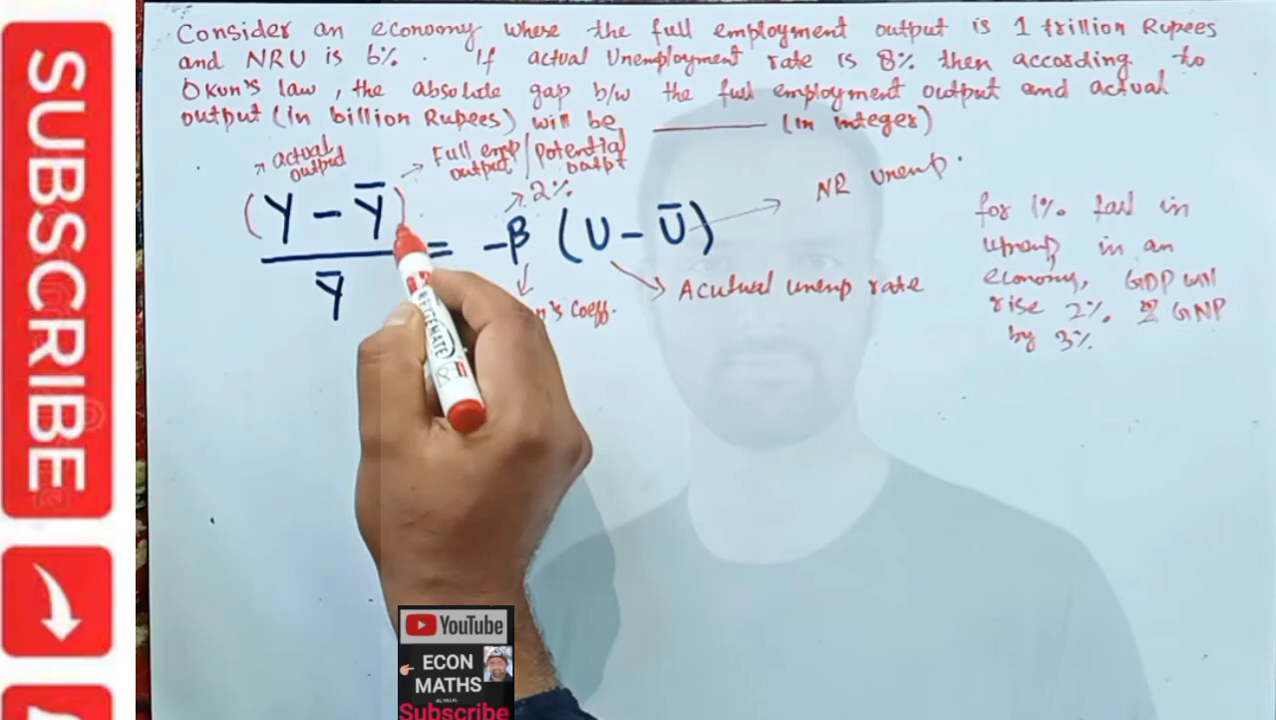 Consider an economy where the full employment output is 1 trillion Rupees
and NRU is 6%. If actual Unemployment rate is 8% then according to
Okun's law, the absolute gap b/w the full employment output and actual
output (in billion Rupees) will be ______ (in integer)
actual
output
Full emp / potential
output
2%
NR Unemp.
(Y - Ȳ)
= -β (U - Ū)
Ȳ
Acutual unemp rate
n's Coeff.
for 1% fall in
unemp in an
economy, GDP will
rise 2%. GNP
by 3%
SUBSCRIBE
YouTube
ECON
MATHS
Subscribe